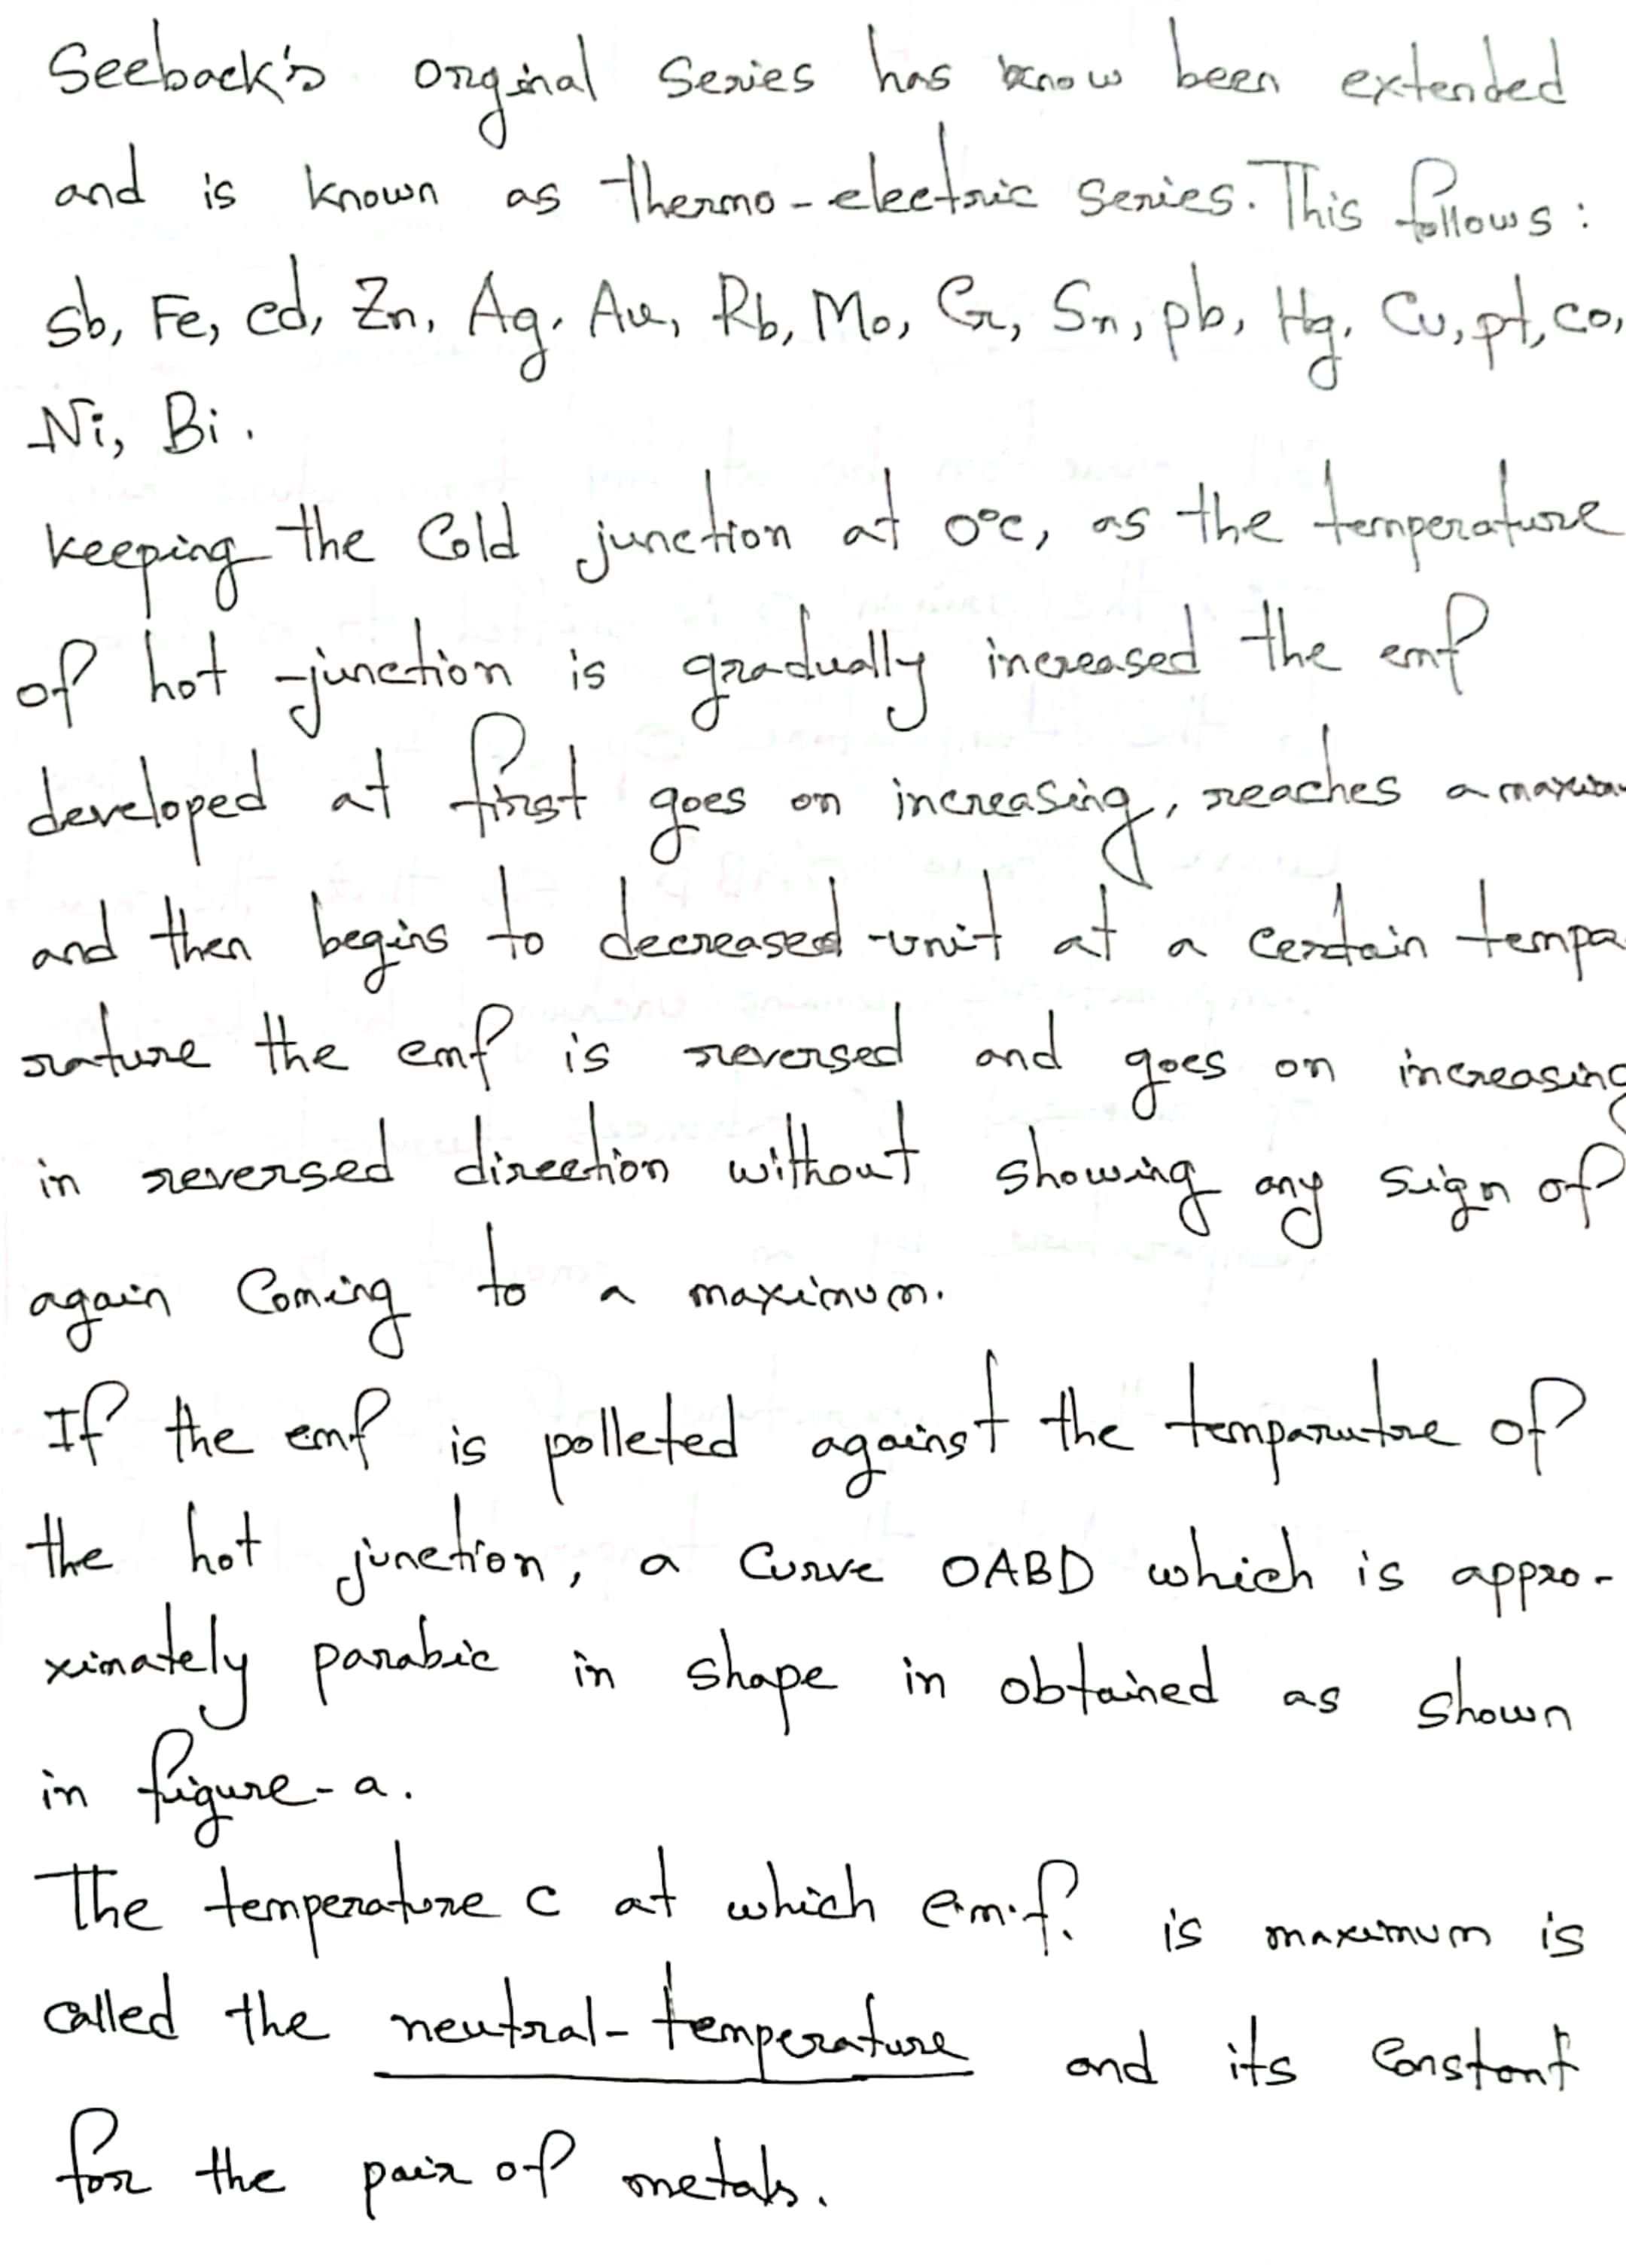 Seeback's orginal Series has know been extended
and is known as thermo-electric series. This follows:
Sb, Fe, cd, Zn, Ag, Au, Rb, Mo, Cr, Sn, pb, Hg, Cu, pt, co,
Ni, Bi.
keeping the Cold junction at 0°c, as the temperature
of hot -junction is gradually increased the emf
developed at first goes on increasing, reaches a
and then begins to decreased -unit at a certain tempa
rature the emf is reversed and goes on increasing
in reversed direction without showing any sign of
again Coming to a maximum.
If the emf is polleted against the temparutore of
the hot junction, a Curve OABD which is appro-
ximately parabic in shape in obtained as shown
in figure-a.
The temperature c at which e.m.f. is maximum is
called the neutral-temperature and its Constant
for the pair of metals.